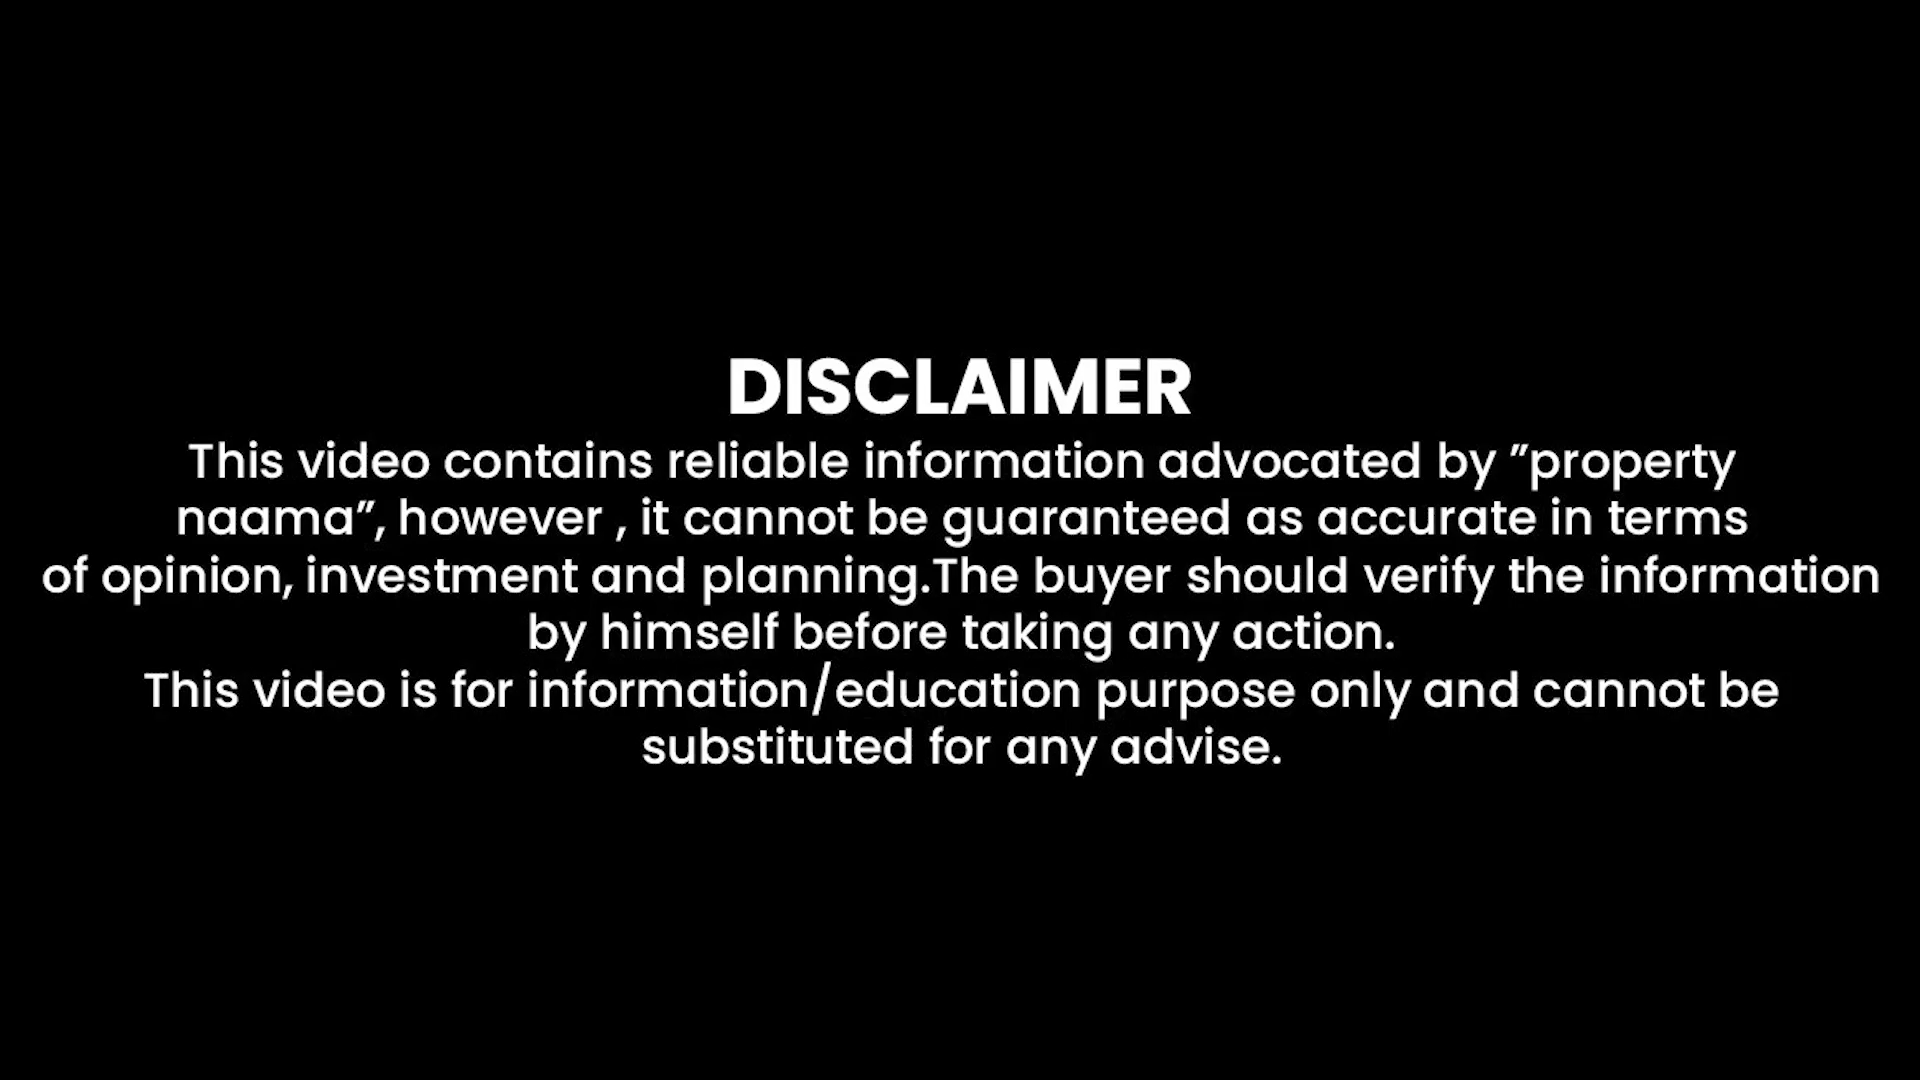 DISCLAIMER
This video contains reliable information advocated by ”property
naama”, however , it cannot be guaranteed as accurate in terms
of opinion, investment and planning.The buyer should verify the information
by himself before taking any action.
This video is for information/education purpose only and cannot be
substituted for any advise.